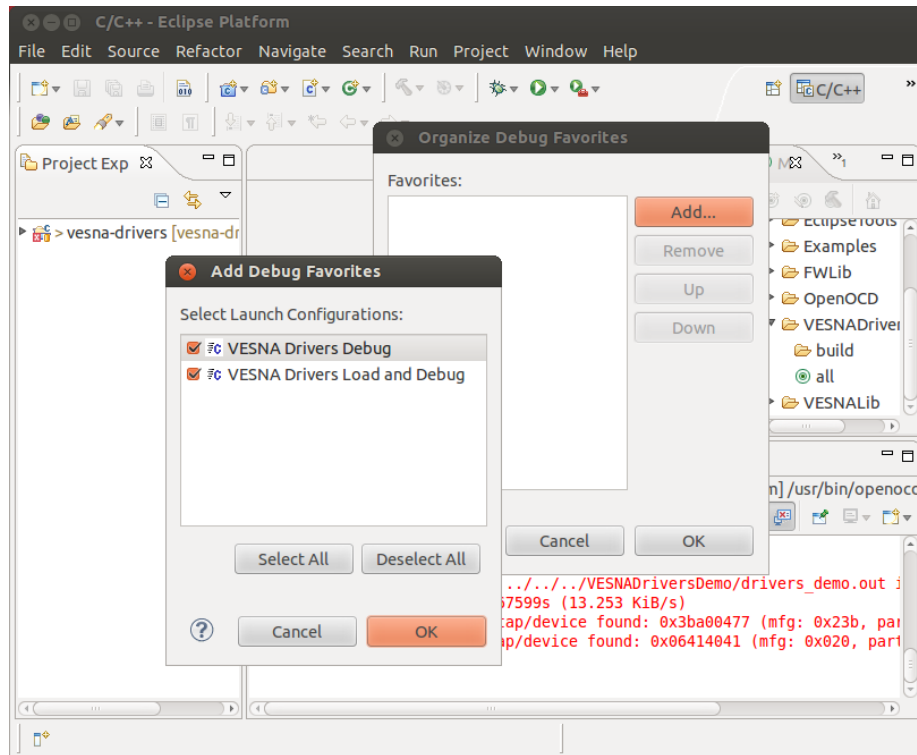 C/C++ - Eclipse Platform
File Edit Source Refactor Navigate Search Run Project Window Help
C/C++
»
Project Exp
»1
> vesna-drivers [vesna-dr
Organize Debug Favorites
Favorites:
Add...
Remove
Up
Down
Cancel
OK
Add Debug Favorites
Select Launch Configurations:
VESNA Drivers Debug
VESNA Drivers Load and Debug
Select All
Deselect All
Cancel
OK
EclipseTools
Examples
FWLib
OpenOCD
VESNADriver
build
all
VESNALib
] /usr/bin/openocd
../../../VESNADriversDemo/drivers_demo.out i
57599s (13.253 KiB/s)
tap/device found: 0x3ba00477 (mfg: 0x23b, par
ap/device found: 0x06414041 (mfg: 0x020, part